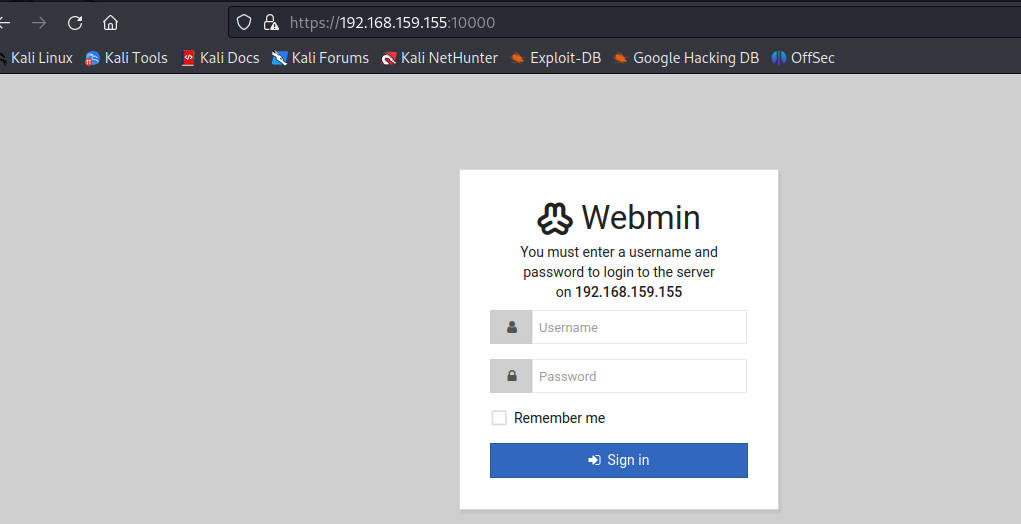 https://192.168.159.155:10000
Kali Linux Kali Tools Kali Docs Kali Forums Kali NetHunter Exploit-DB Google Hacking DB OffSec
Webmin
You must enter a username and
password to login to the server
on 192.168.159.155
Username
Password
Remember me
Sign in